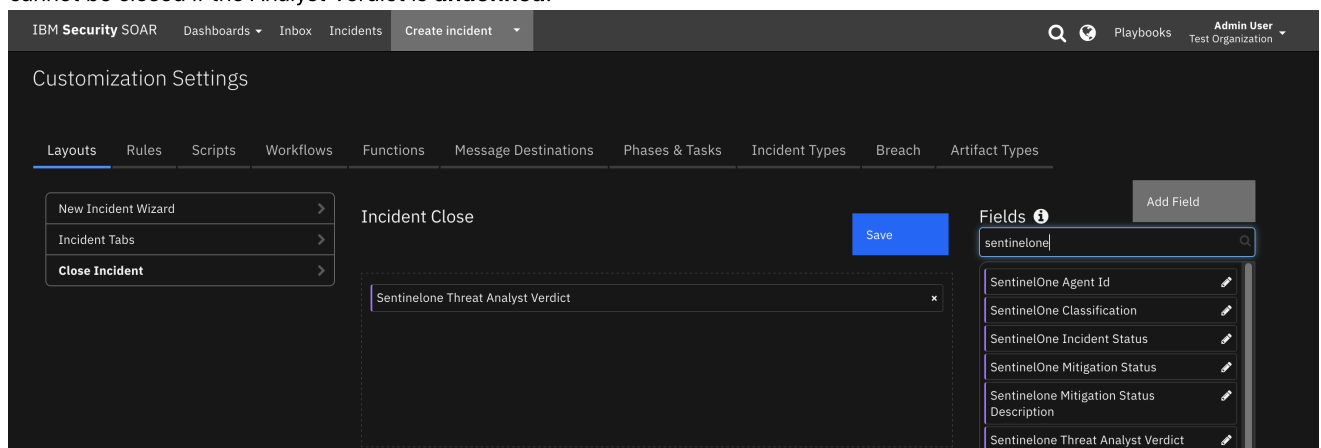 cannot be closed if the Analyst Verdict is undefined.
IBM Security SOAR Dashboards Inbox Incidents Create incident Playbooks Admin User
Test Organization
Customization Settings
Layouts Rules Scripts Workflows Functions Message Destinations Phases & Tasks Incident Types Breach Artifact Types
New Incident Wizard
Incident Tabs
Close Incident
Incident Close
Save
Fields
Add Field
sentinelone
Sentinelone Threat Analyst Verdict
SentinelOne Agent Id
SentinelOne Classification
SentinelOne Incident Status
SentinelOne Mitigation Status
Sentinelone Mitigation Status
Description
Sentinelone Threat Analyst Verdict